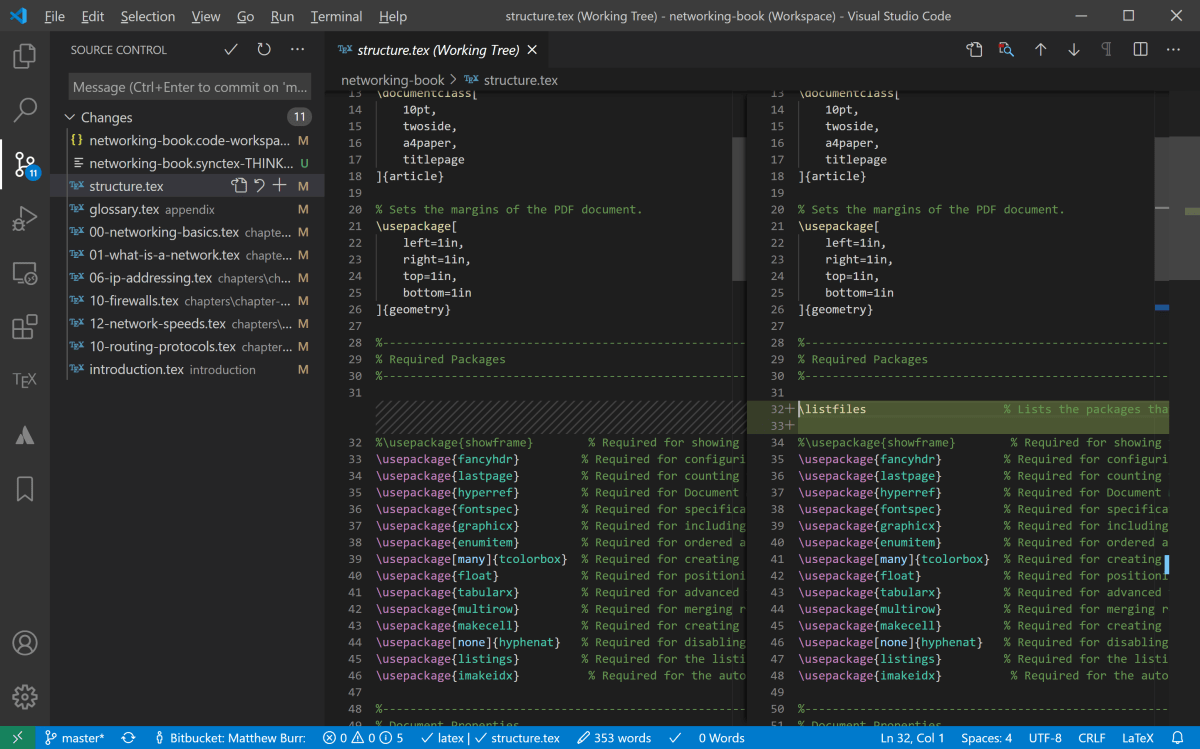 File Edit Selection View Go Run Terminal Help structure.tex (Working Tree) - networking-book (Workspace) - Visual Studio Code
SOURCE CONTROL
Message (Ctrl+Enter to commit on 'm...
Changes 11
{} networking-book.code-workspa... M
networking-book.synctex-THINK... U
TEX structure.tex M
TEX glossary.tex appendix M
TEX 00-networking-basics.tex chapte... M
TEX 01-what-is-a-network.tex chapte... M
TEX 06-ip-addressing.tex chapters\ch... M
TEX 10-firewalls.tex chapters\chapter-... M
TEX 12-network-speeds.tex chapters\... M
TEX 10-routing-protocols.tex chapter... M
TEX introduction.tex introduction M
11
TEX
TEX structure.tex (Working Tree)
networking-book > TEX structure.tex
13 \documentclass[
14 10pt,
15 twoside,
16 a4paper,
17 titlepage
18 ]{article}
19
20 % Sets the margins of the PDF document.
21 \usepackage[
22 left=1in,
23 right=1in,
24 top=1in,
25 bottom=1in
26 ]{geometry}
27
28 %------------------------------------------------------
29 % Required Packages
30 %------------------------------------------------------
31
32 %\usepackage{showframe} % Required for showing
33 \usepackage{fancyhdr} % Required for configuri
34 \usepackage{lastpage} % Required for counting
35 \usepackage{hyperref} % Required for Document
36 \usepackage{fontspec} % Required for specifica
37 \usepackage{graphicx} % Required for including
38 \usepackage{enumitem} % Required for ordered a
39 \usepackage[many]{tcolorbox} % Required for creating
40 \usepackage{float} % Required for positioni
41 \usepackage{tabularx} % Required for advanced
42 \usepackage{multirow} % Required for merging r
43 \usepackage{makecell} % Required for creating
44 \usepackage[none]{hyphenat} % Required for disabling
45 \usepackage{listings} % Required for the listi
46 \usepackage{imakeidx} % Required for the auto
47
48 %------------------------------------------------------
49 % Document Properties
13 \documentclass[
14 10pt,
15 twoside,
16 a4paper,
17 titlepage
18 ]{article}
19
20 % Sets the margins of the PDF document.
21 \usepackage[
22 left=1in,
23 right=1in,
24 top=1in,
25 bottom=1in
26 ]{geometry}
27
28 %------------------------------------------------------
29 % Required Packages
30 %------------------------------------------------------
31
32+ \listfiles % Lists the packages tha
33+
34 %\usepackage{showframe} % Required for showing
35 \usepackage{fancyhdr} % Required for configuri
36 \usepackage{lastpage} % Required for counting
37 \usepackage{hyperref} % Required for Document
38 \usepackage{fontspec} % Required for specifica
39 \usepackage{graphicx} % Required for including
40 \usepackage{enumitem} % Required for ordered a
41 \usepackage[many]{tcolorbox} % Required for creating
42 \usepackage{float} % Required for positioni
43 \usepackage{tabularx} % Required for advanced
44 \usepackage{multirow} % Required for merging r
45 \usepackage{makecell} % Required for creating
46 \usepackage[none]{hyphenat} % Required for disabling
47 \usepackage{listings} % Required for the listi
48 \usepackage{imakeidx} % Required for the auto
49
50 %------------------------------------------------------
51 % Document Properties
master* Bitbucket: Matthew Burr: 0 0 5 latex | structure.tex 353 words 0 Words Ln 32, Col 1 Spaces: 4 UTF-8 CRLF LaTeX